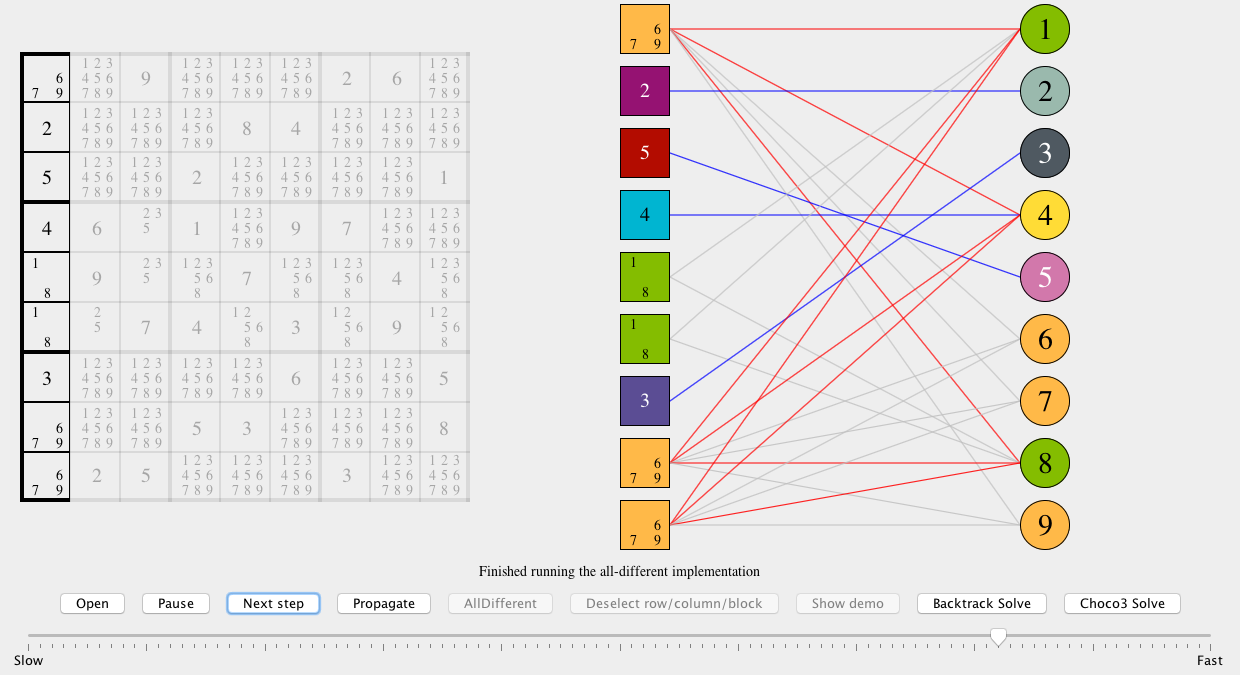 1 2 3 1 2 3 1 2 3 1 2 3 1 2 3
6 4 5 6 9 4 5 6 4 5 6 4 5 6 2 6 4 5 6
7 9 7 8 9 7 8 9 7 8 9 7 8 9 7 8 9
1 2 3 1 2 3 1 2 3 1 2 3 1 2 3 1 2 3
2 4 5 6 4 5 6 4 5 6 8 4 4 5 6 4 5 6 4 5 6
7 8 9 7 8 9 7 8 9 7 8 9 7 8 9 7 8 9
1 2 3 1 2 3 1 2 3 1 2 3 1 2 3 1 2 3
5 4 5 6 4 5 6 2 4 5 6 4 5 6 4 5 6 4 5 6 1
7 8 9 7 8 9 7 8 9 7 8 9 7 8 9 7 8 9
2 3 1 2 3 1 2 3 1 2 3
4 6 5 1 4 5 6 9 7 4 5 6 4 5 6
7 8 9 7 8 9 7 8 9
1 2 3 1 2 3 1 2 3 1 2 3 1 2 3
9 5 5 6 7 5 6 5 6 4 5 6
8 8 8 8 8
1 2 1 2 1 2 1 2
5 7 4 5 6 3 5 6 9 5 6
8 8 8 8
1 2 3 1 2 3 1 2 3 1 2 3 1 2 3 1 2 3
3 4 5 6 4 5 6 4 5 6 4 5 6 6 4 5 6 4 5 6 5
7 8 9 7 8 9 7 8 9 7 8 9 7 8 9 7 8 9
1 2 3 1 2 3 1 2 3 1 2 3 1 2 3
6 4 5 6 4 5 6 5 3 4 5 6 4 5 6 4 5 6 8
7 9 7 8 9 7 8 9 7 8 9 7 8 9 7 8 9
1 2 3 1 2 3 1 2 3 1 2 3 1 2 3
6 2 5 4 5 6 4 5 6 4 5 6 3 4 5 6 4 5 6
7 9 7 8 9 7 8 9 7 8 9 7 8 9 7 8 9
6
7 9
1
2 2
5 3
4 4
1
8
5
1
8
6
3 7
6
7 9
8
6
7 9
9
Finished running the all-different implementation
Open Pause Next step Propagate AllDifferent Deselect row/column/block Show demo Backtrack Solve Choco3 Solve
Slow Fast